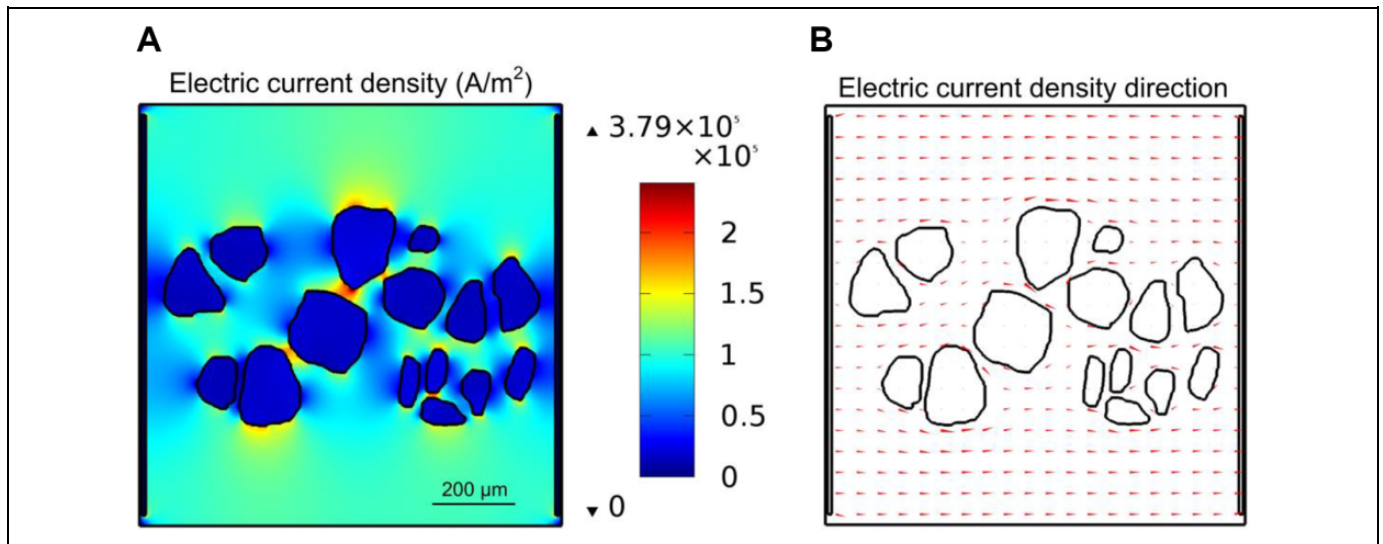 A
Electric current density (A/m²)
▲ 3.79×10⁵
×10⁵
2
1.5
1
0.5
0
▼ 0
200 µm
B
Electric current density direction